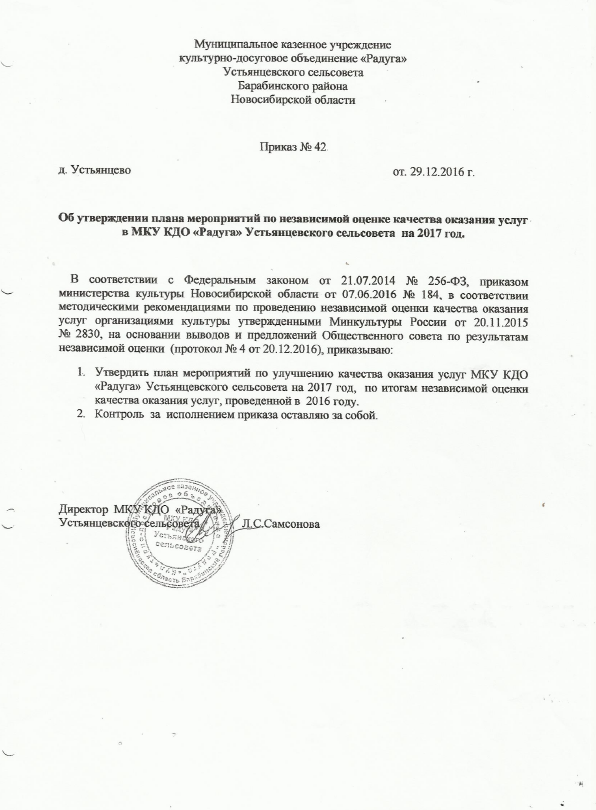 Муниципальное казенное учреждение
культурно-досуговое объединение «Радуга»
Устьянцевского сельсовета
Барабинского района
Новосибирской области
Приказ № 42
д. Устьянцево от. 29.12.2016 г.
Об утверждении плана мероприятий по независимой оценке качества оказания услуг
в МКУ КДО «Радуга» Устьянцевского сельсовета на 2017 год.
В соответствии с Федеральным законом от 21.07.2014 № 256-ФЗ, приказом
министерства культуры Новосибирской области от 07.06.2016 № 184, в соответствии
методическими рекомендациями по проведению независимой оценки качества оказания
услуг организациями культуры утвержденными Минкультуры России от 20.11.2015
№ 2830, на основании выводов и предложений Общественного совета по результатам
независимой оценки (протокол № 4 от 20.12.2016), приказываю:
1. Утвердить план мероприятий по улучшению качества оказания услуг МКУ КДО
«Радуга» Устьянцевского сельсовета на 2017 год, по итогам независимой оценки
качества оказания услуг, проведенной в 2016 году.
2. Контроль за исполнением приказа оставляю за собой.
Директор МКУ КДО «Радуга»
Устьянцевского сельсовета Л.С.Самсонова
Устьянцевского
сельсовета